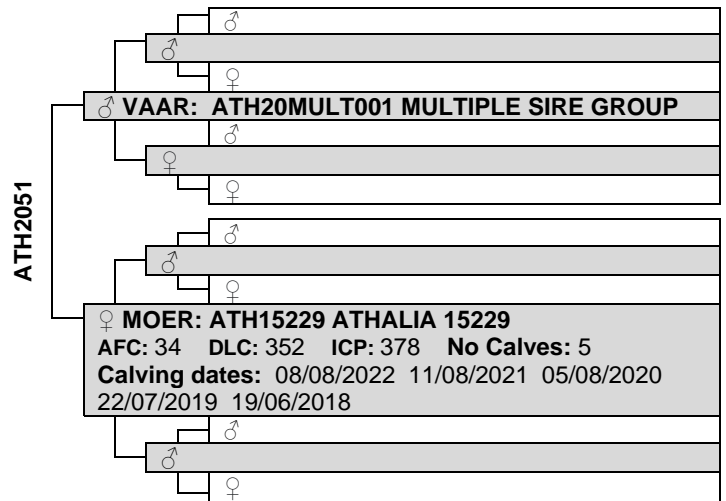 ♂
♂
♀
♂ VAAR: ATH20MULT001 MULTIPLE SIRE GROUP
♂
♀
♀
ATH2051
♂
♂
♀
♀ MOER: ATH15229 ATHALIA 15229
AFC: 34 DLC: 352 ICP: 378 No Calves: 5
Calving dates: 08/08/2022 11/08/2021 05/08/2020
22/07/2019 19/06/2018
♂
♂
♀